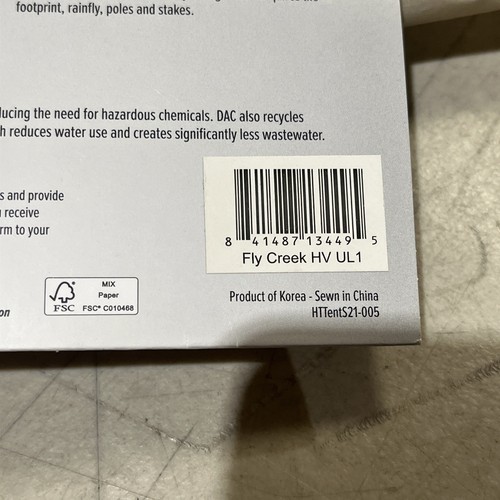 footprint, rainfly, poles and stakes.
ucing the need for hazardous chemicals. DAC also recycles
h reduces water use and creates significantly less wastewater.
s and provide
receive
rm to your
8 41487 13449 5
Fly Creek HV UL1
MIX
Paper
FSC
FSC® C010468
Product of Korea - Sewn in China
HTTentS21-005
on